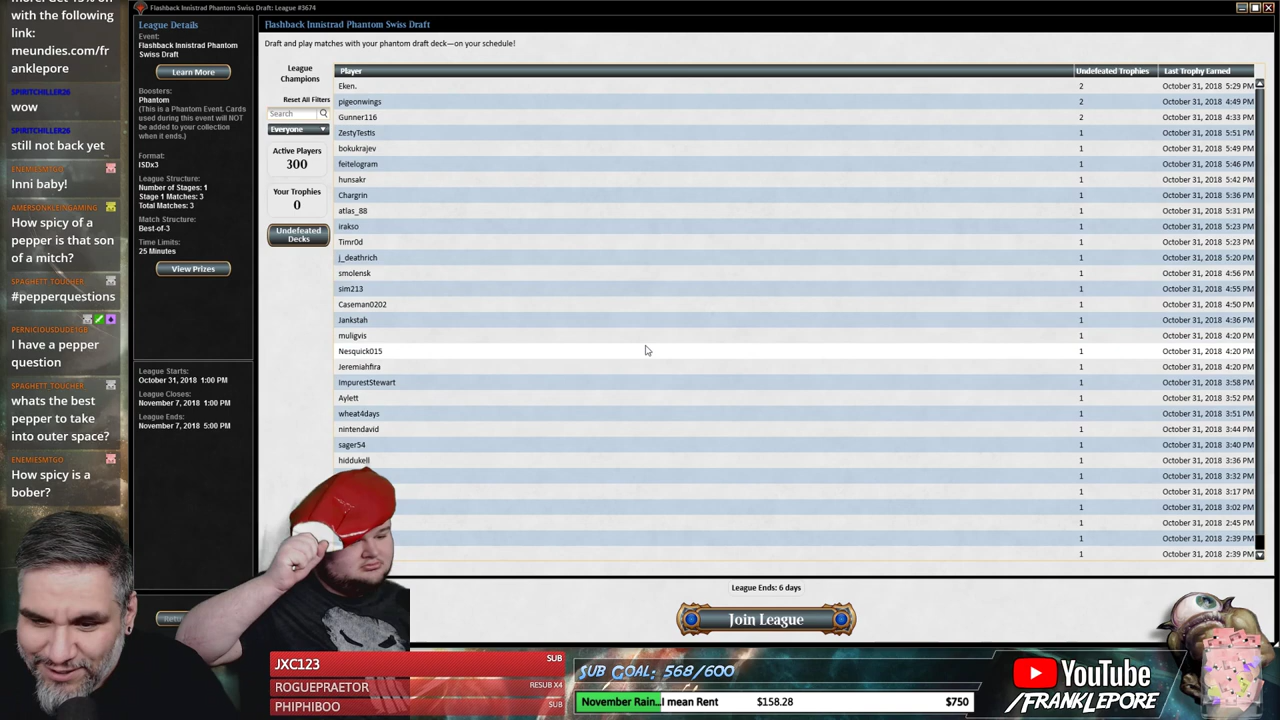 more! Get 15% off
with the following
link:
meundies.com/fr
anklepore
SPIRITCHILLER26
wow
SPIRITCHILLER26
still not back yet
ENEMIESMTGO
Inni baby!
AMERSONKLEINGAMING
How spicy of a
pepper is that son
of a mitch?
SPAGHETT_TOUCHER
#pepperquestions
PERNICIOUSDUDE3GB
I have a pepper
question
SPAGHETT_TOUCHER
whats the best
pepper to take
into outer space?
ENEMIESMTGO
How spicy is a
bober?
Flashback Innistrad Phantom Swiss Draft: League #3674
League Details
Event:
Flashback Innistrad Phantom
Swiss Draft
Learn More
Boosters:
Phantom
(This is a Phantom Event. Cards
used during this event will NOT
be added to your collection
when it ends.)
Format:
ISDx3
League Structure:
Number of Stages: 1
Stage 1 Matches: 3
Total Matches: 3
Match Structure:
Best-of-3
Time Limits:
25 Minutes
View Prizes
League Starts:
October 31, 2018 1:00 PM
League Closes:
November 7, 2018 1:00 PM
League Ends:
November 7, 2018 5:00 PM
Flashback Innistrad Phantom Swiss Draft
Draft and play matches with your phantom draft deck—on your schedule!
League
Champions
Reset All Filters
Search
Everyone
Active Players
300
Your Trophies
0
Undefeated
Decks
Player Undefeated Trophies Last Trophy Earned
Eken. 2 October 31, 2018 5:29 PM
pigeonwings 2 October 31, 2018 4:49 PM
Gunner116 2 October 31, 2018 4:33 PM
ZestyTestis 1 October 31, 2018 5:51 PM
bokukrajev 1 October 31, 2018 5:49 PM
feitelogram 1 October 31, 2018 5:46 PM
hunsakr 1 October 31, 2018 5:42 PM
Chargrin 1 October 31, 2018 5:36 PM
atlas_88 1 October 31, 2018 5:31 PM
irakso 1 October 31, 2018 5:23 PM
Timr0d 1 October 31, 2018 5:23 PM
j_deathrich 1 October 31, 2018 5:20 PM
smolensk 1 October 31, 2018 4:56 PM
sim213 1 October 31, 2018 4:55 PM
Caseman0202 1 October 31, 2018 4:50 PM
Jankstah 1 October 31, 2018 4:36 PM
muligvis 1 October 31, 2018 4:20 PM
Nesquick015 1 October 31, 2018 4:20 PM
Jeremiahfira 1 October 31, 2018 4:20 PM
ImpurestStewart 1 October 31, 2018 3:58 PM
Aylett 1 October 31, 2018 3:52 PM
wheat4days 1 October 31, 2018 3:51 PM
nintendavid 1 October 31, 2018 3:44 PM
sager54 1 October 31, 2018 3:40 PM
hiddukell 1 October 31, 2018 3:36 PM
1 October 31, 2018 3:32 PM
1 October 31, 2018 3:17 PM
1 October 31, 2018 3:02 PM
1 October 31, 2018 2:45 PM
1 October 31, 2018 2:39 PM
1 October 31, 2018 2:39 PM
League Ends: 6 days
Join League
JXC123 SUB
ROGUEPRAETOR RESUB X4
PHIPHIBOO SUB
SUB GOAL: 568/600
November Rain...I mean Rent $158.28 $750
YouTube
/FRANKLEPORE